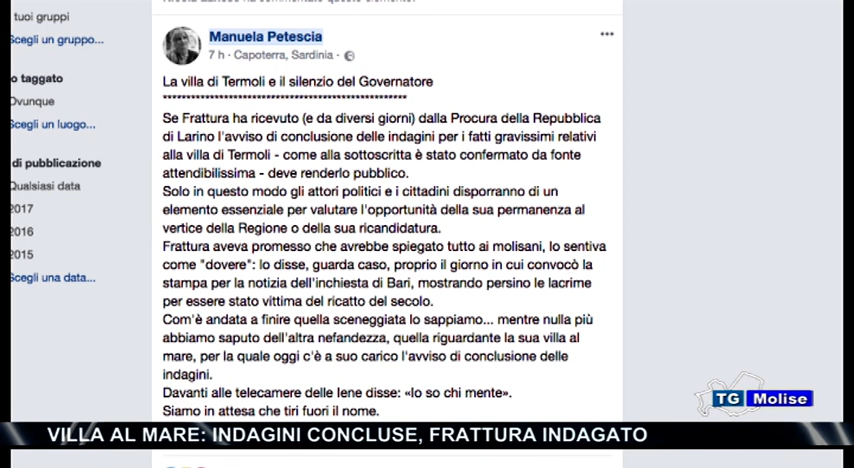 tuoi gruppi
Scegli un gruppo...
o taggato
Ovunque
Scegli un luogo...
di pubblicazione
Qualsiasi data
2017
2016
2015
Scegli una data...
Manuela Petescia
7 h · Capoterra, Sardinia ·
La villa di Termoli e il silenzio del Governatore
****************************************************
Se Frattura ha ricevuto (e da diversi giorni) dalla Procura della Repubblica
di Larino l'avviso di conclusione delle indagini per i fatti gravissimi relativi
alla villa di Termoli - come alla sottoscritta è stato confermato da fonte
attendibilissima - deve renderlo pubblico.
Solo in questo modo gli attori politici e i cittadini disporranno di un
elemento essenziale per valutare l'opportunità della sua permanenza al
vertice della Regione o della sua ricandidatura.
Frattura aveva promesso che avrebbe spiegato tutto ai molisani, lo sentiva
come "dovere": lo disse, guarda caso, proprio il giorno in cui convocò la
stampa per la notizia dell'inchiesta di Bari, mostrando persino le lacrime
per essere stato vittima del ricatto del secolo.
Com'è andata a finire quella sceneggiata lo sappiamo... mentre nulla più
abbiamo saputo dell'altra nefandezza, quella riguardante la sua villa al
mare, per la quale oggi c'è a suo carico l'avviso di conclusione delle
indagini.
Davanti alle telecamere delle Iene disse: «Io so chi mente».
Siamo in attesa che tiri fuori il nome.
TG Molise
VILLA AL MARE: INDAGINI CONCLUSE, FRATTURA INDAGATO